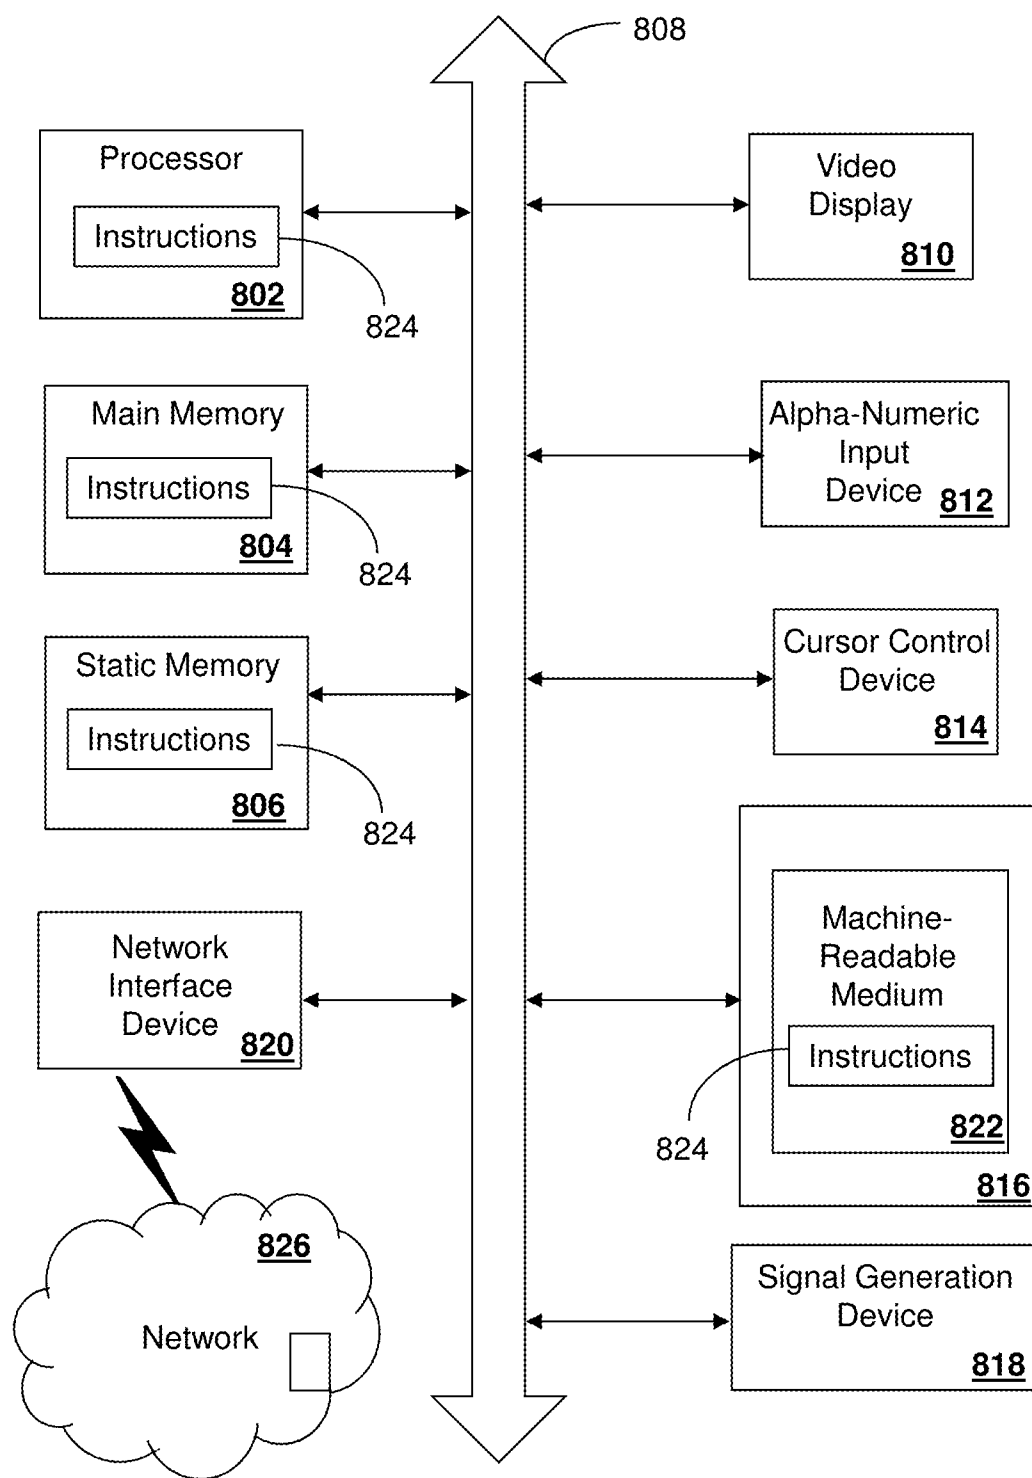 808
Processor
Instructions
802
824
Main Memory
Instructions
804
824
Static Memory
Instructions
806
824
Network
Interface
Device
820
826
Network
Video
Display
810
Alpha-Numeric
Input
Device
812
Cursor Control
Device
814
Machine-
Readable
Medium
Instructions
824
822
816
Signal Generation
Device
818